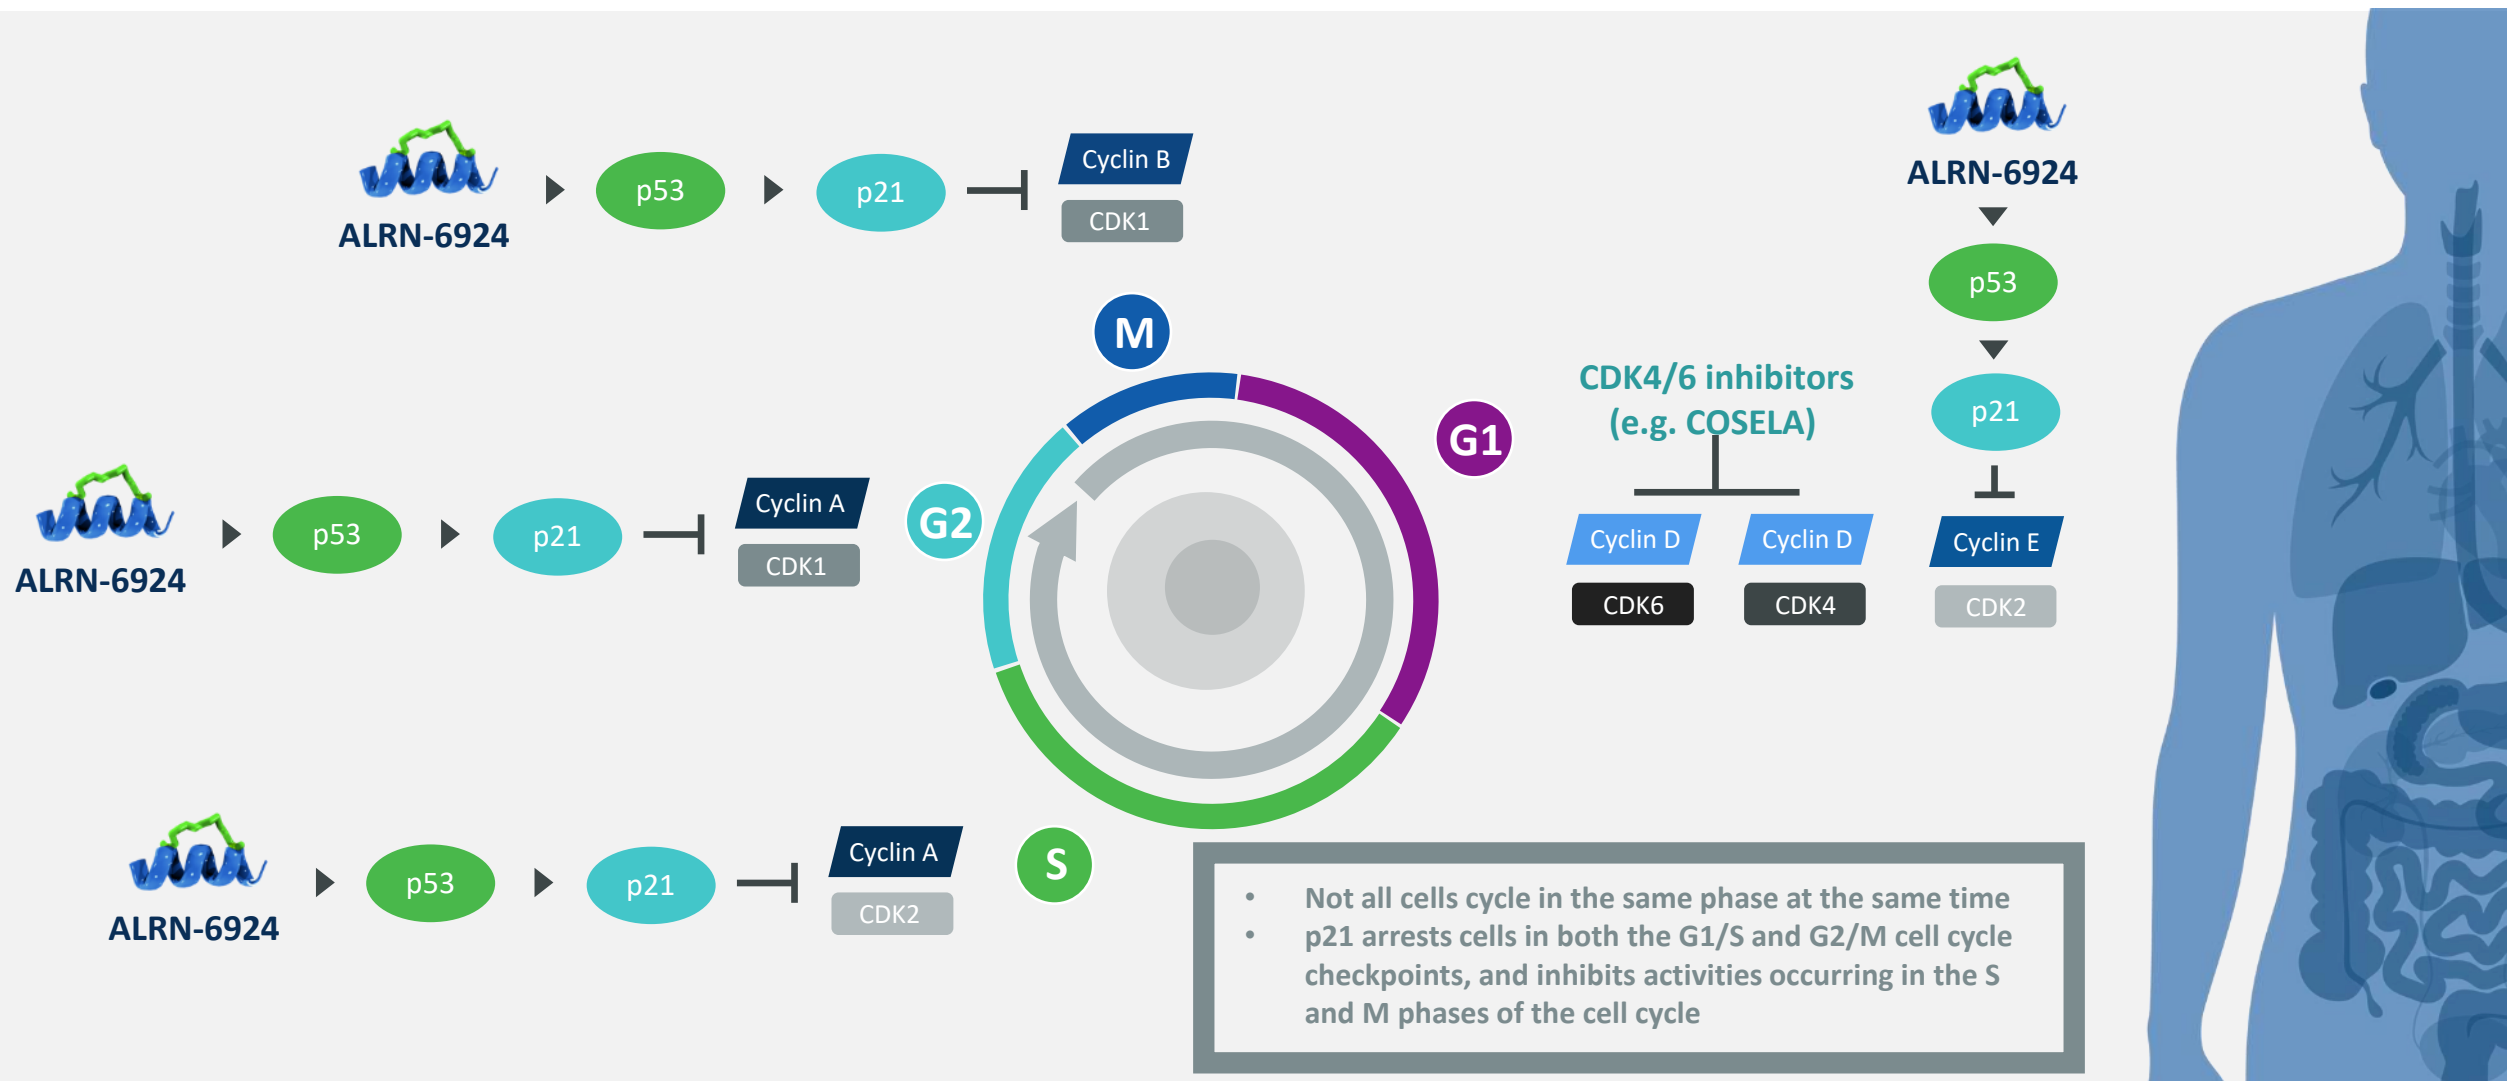 ALRN-6924
p53
p21
Cyclin B
CDK1
ALRN-6924
p53
p21
Cyclin E
CDK2
M
G1
CDK4/6 inhibitors
(e.g. COSELA)
Cyclin D
CDK6
Cyclin D
CDK4
ALRN-6924
p53
p21
Cyclin A
CDK1
G2
ALRN-6924
p53
p21
Cyclin A
CDK2
S
• Not all cells cycle in the same phase at the same time
• p21 arrests cells in both the G1/S and G2/M cell cycle
checkpoints, and inhibits activities occurring in the S
and M phases of the cell cycle